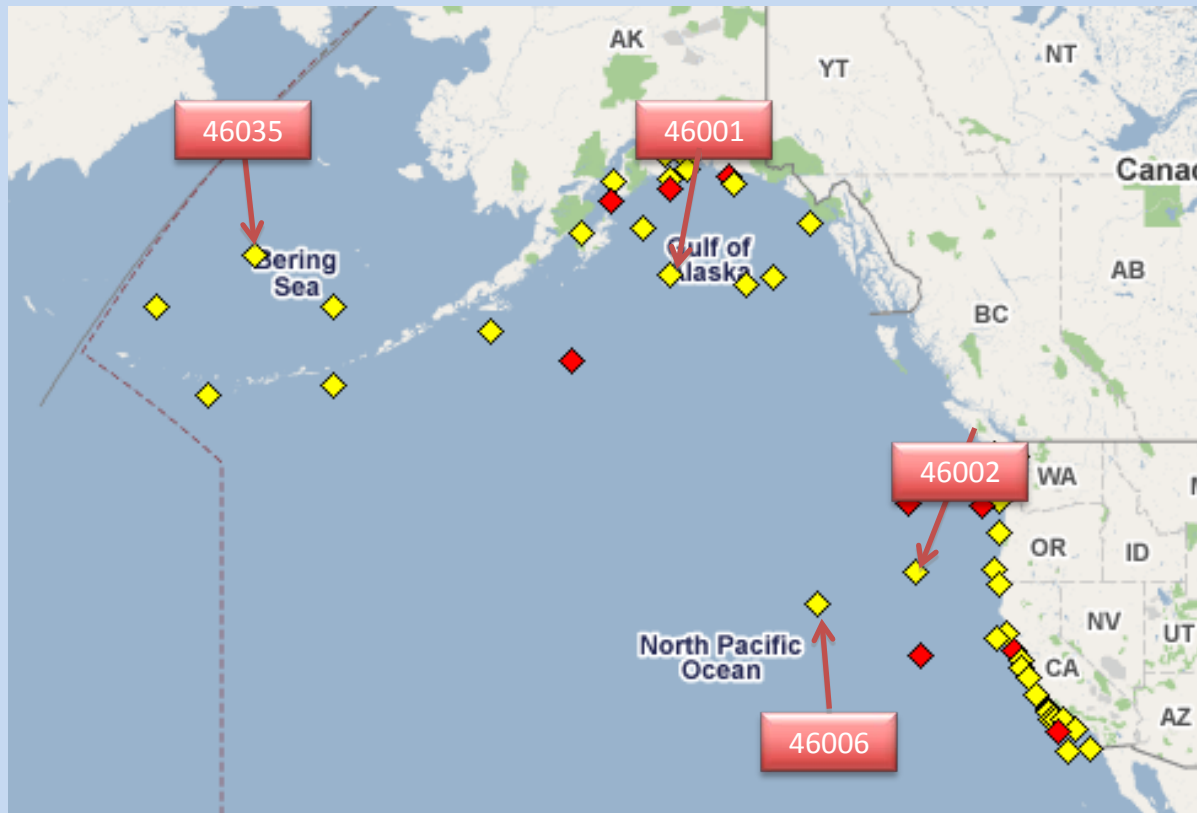 AK
YT
NT
46035
46001
Canad
Bering
Sea
Gulf of
Alaska
AB
BC
46002
WA
OR
ID
North Pacific
Ocean
NV
UT
CA
46006
AZ